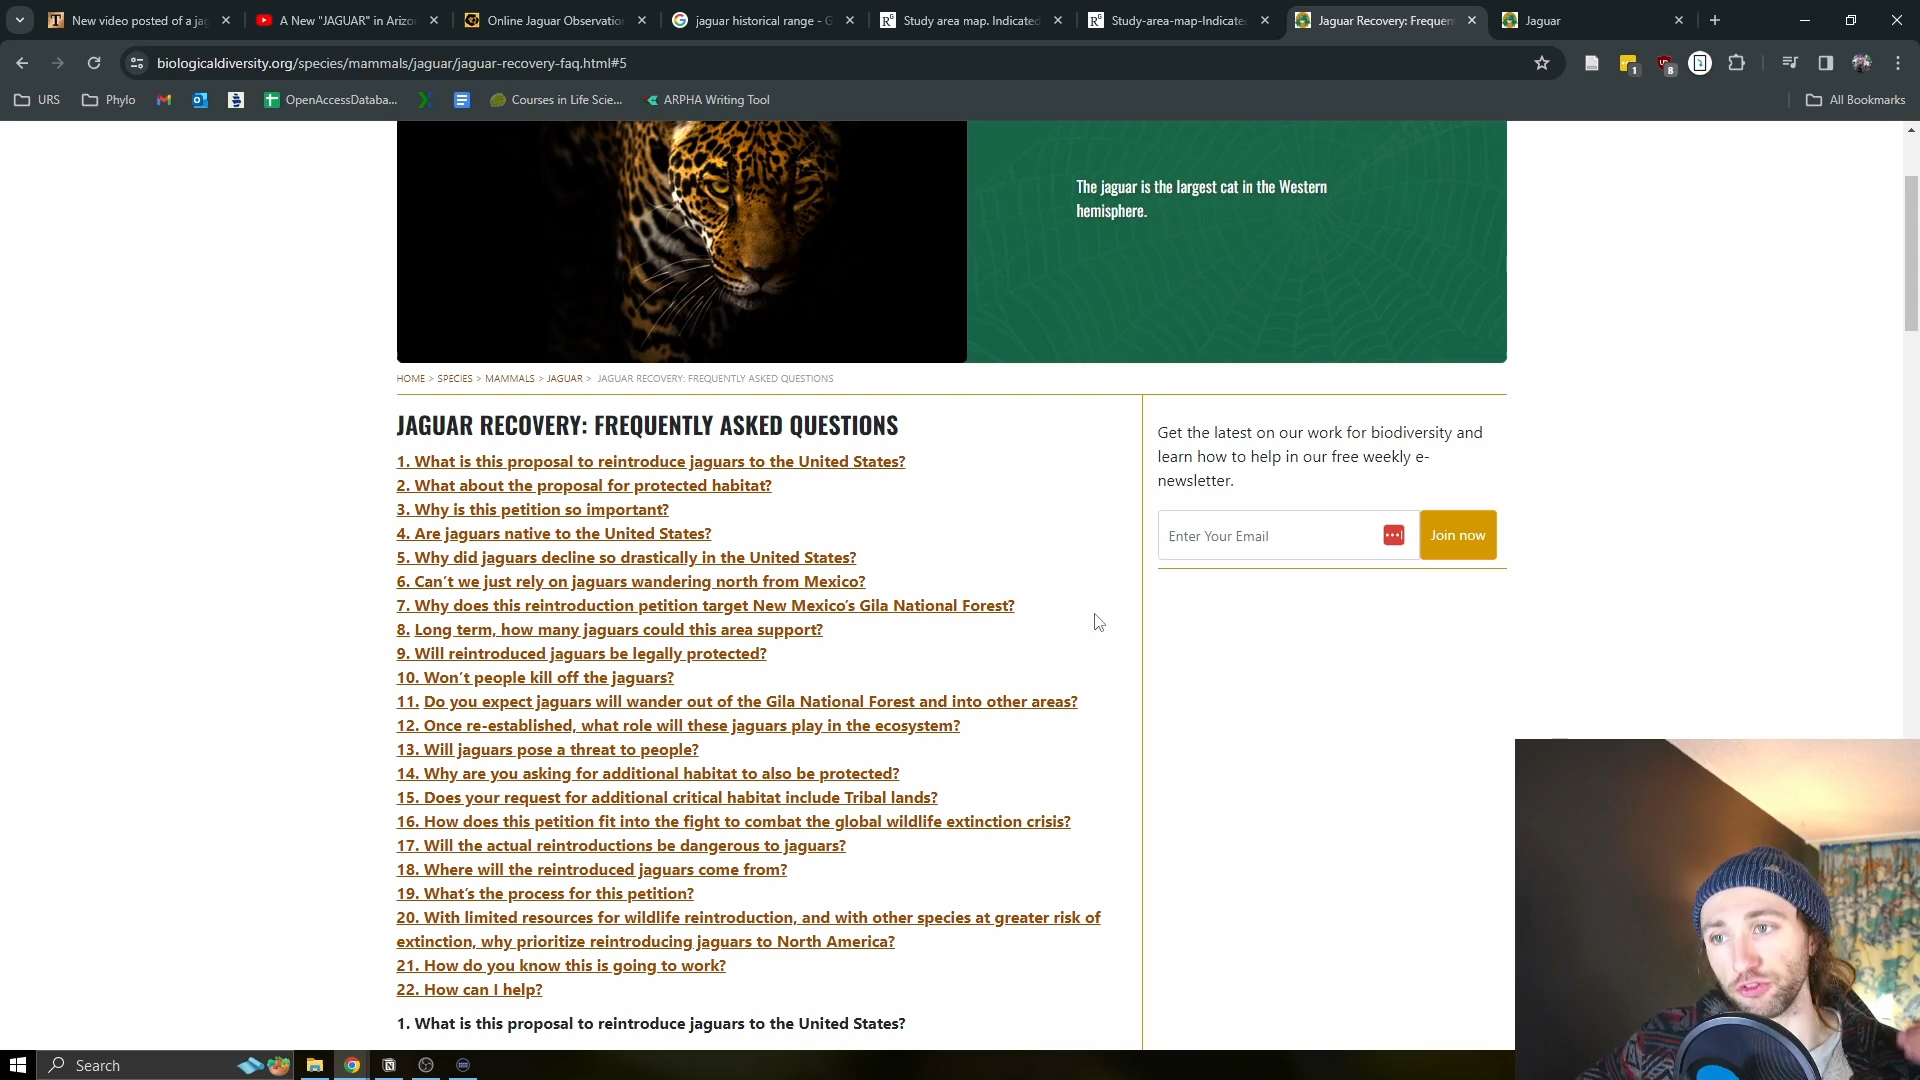 New video posted of a ja
A New "JAGUAR" in Arizo
Online Jaguar Observatio
jaguar historical range - G
Study area map. Indicated
Study-area-map-Indicate
Jaguar Recovery: Frequen
Jaguar
biologicaldiversity.org/species/mammals/jaguar/jaguar-recovery-faq.html#5
1
8
URS
Phylo
OpenAccessDataba...
Courses in Life Scie...
ARPHA Writing Tool
All Bookmarks
The jaguar is the largest cat in the Western
hemisphere.
HOME > SPECIES > MAMMALS > JAGUAR > JAGUAR RECOVERY: FREQUENTLY ASKED QUESTIONS
JAGUAR RECOVERY: FREQUENTLY ASKED QUESTIONS
1. What is this proposal to reintroduce jaguars to the United States?
2. What about the proposal for protected habitat?
3. Why is this petition so important?
4. Are jaguars native to the United States?
5. Why did jaguars decline so drastically in the United States?
6. Can’t we just rely on jaguars wandering north from Mexico?
7. Why does this reintroduction petition target New Mexico’s Gila National Forest?
8. Long term, how many jaguars could this area support?
9. Will reintroduced jaguars be legally protected?
10. Won’t people kill off the jaguars?
11. Do you expect jaguars will wander out of the Gila National Forest and into other areas?
12. Once re-established, what role will these jaguars play in the ecosystem?
13. Will jaguars pose a threat to people?
14. Why are you asking for additional habitat to also be protected?
15. Does your request for additional critical habitat include Tribal lands?
16. How does this petition fit into the fight to combat the global wildlife extinction crisis?
17. Will the actual reintroductions be dangerous to jaguars?
18. Where will the reintroduced jaguars come from?
19. What’s the process for this petition?
20. With limited resources for wildlife reintroduction, and with other species at greater risk of
extinction, why prioritize reintroducing jaguars to North America?
21. How do you know this is going to work?
22. How can I help?
1. What is this proposal to reintroduce jaguars to the United States?
Get the latest on our work for biodiversity and
learn how to help in our free weekly e-
newsletter.
Enter Your Email
Join now
Search